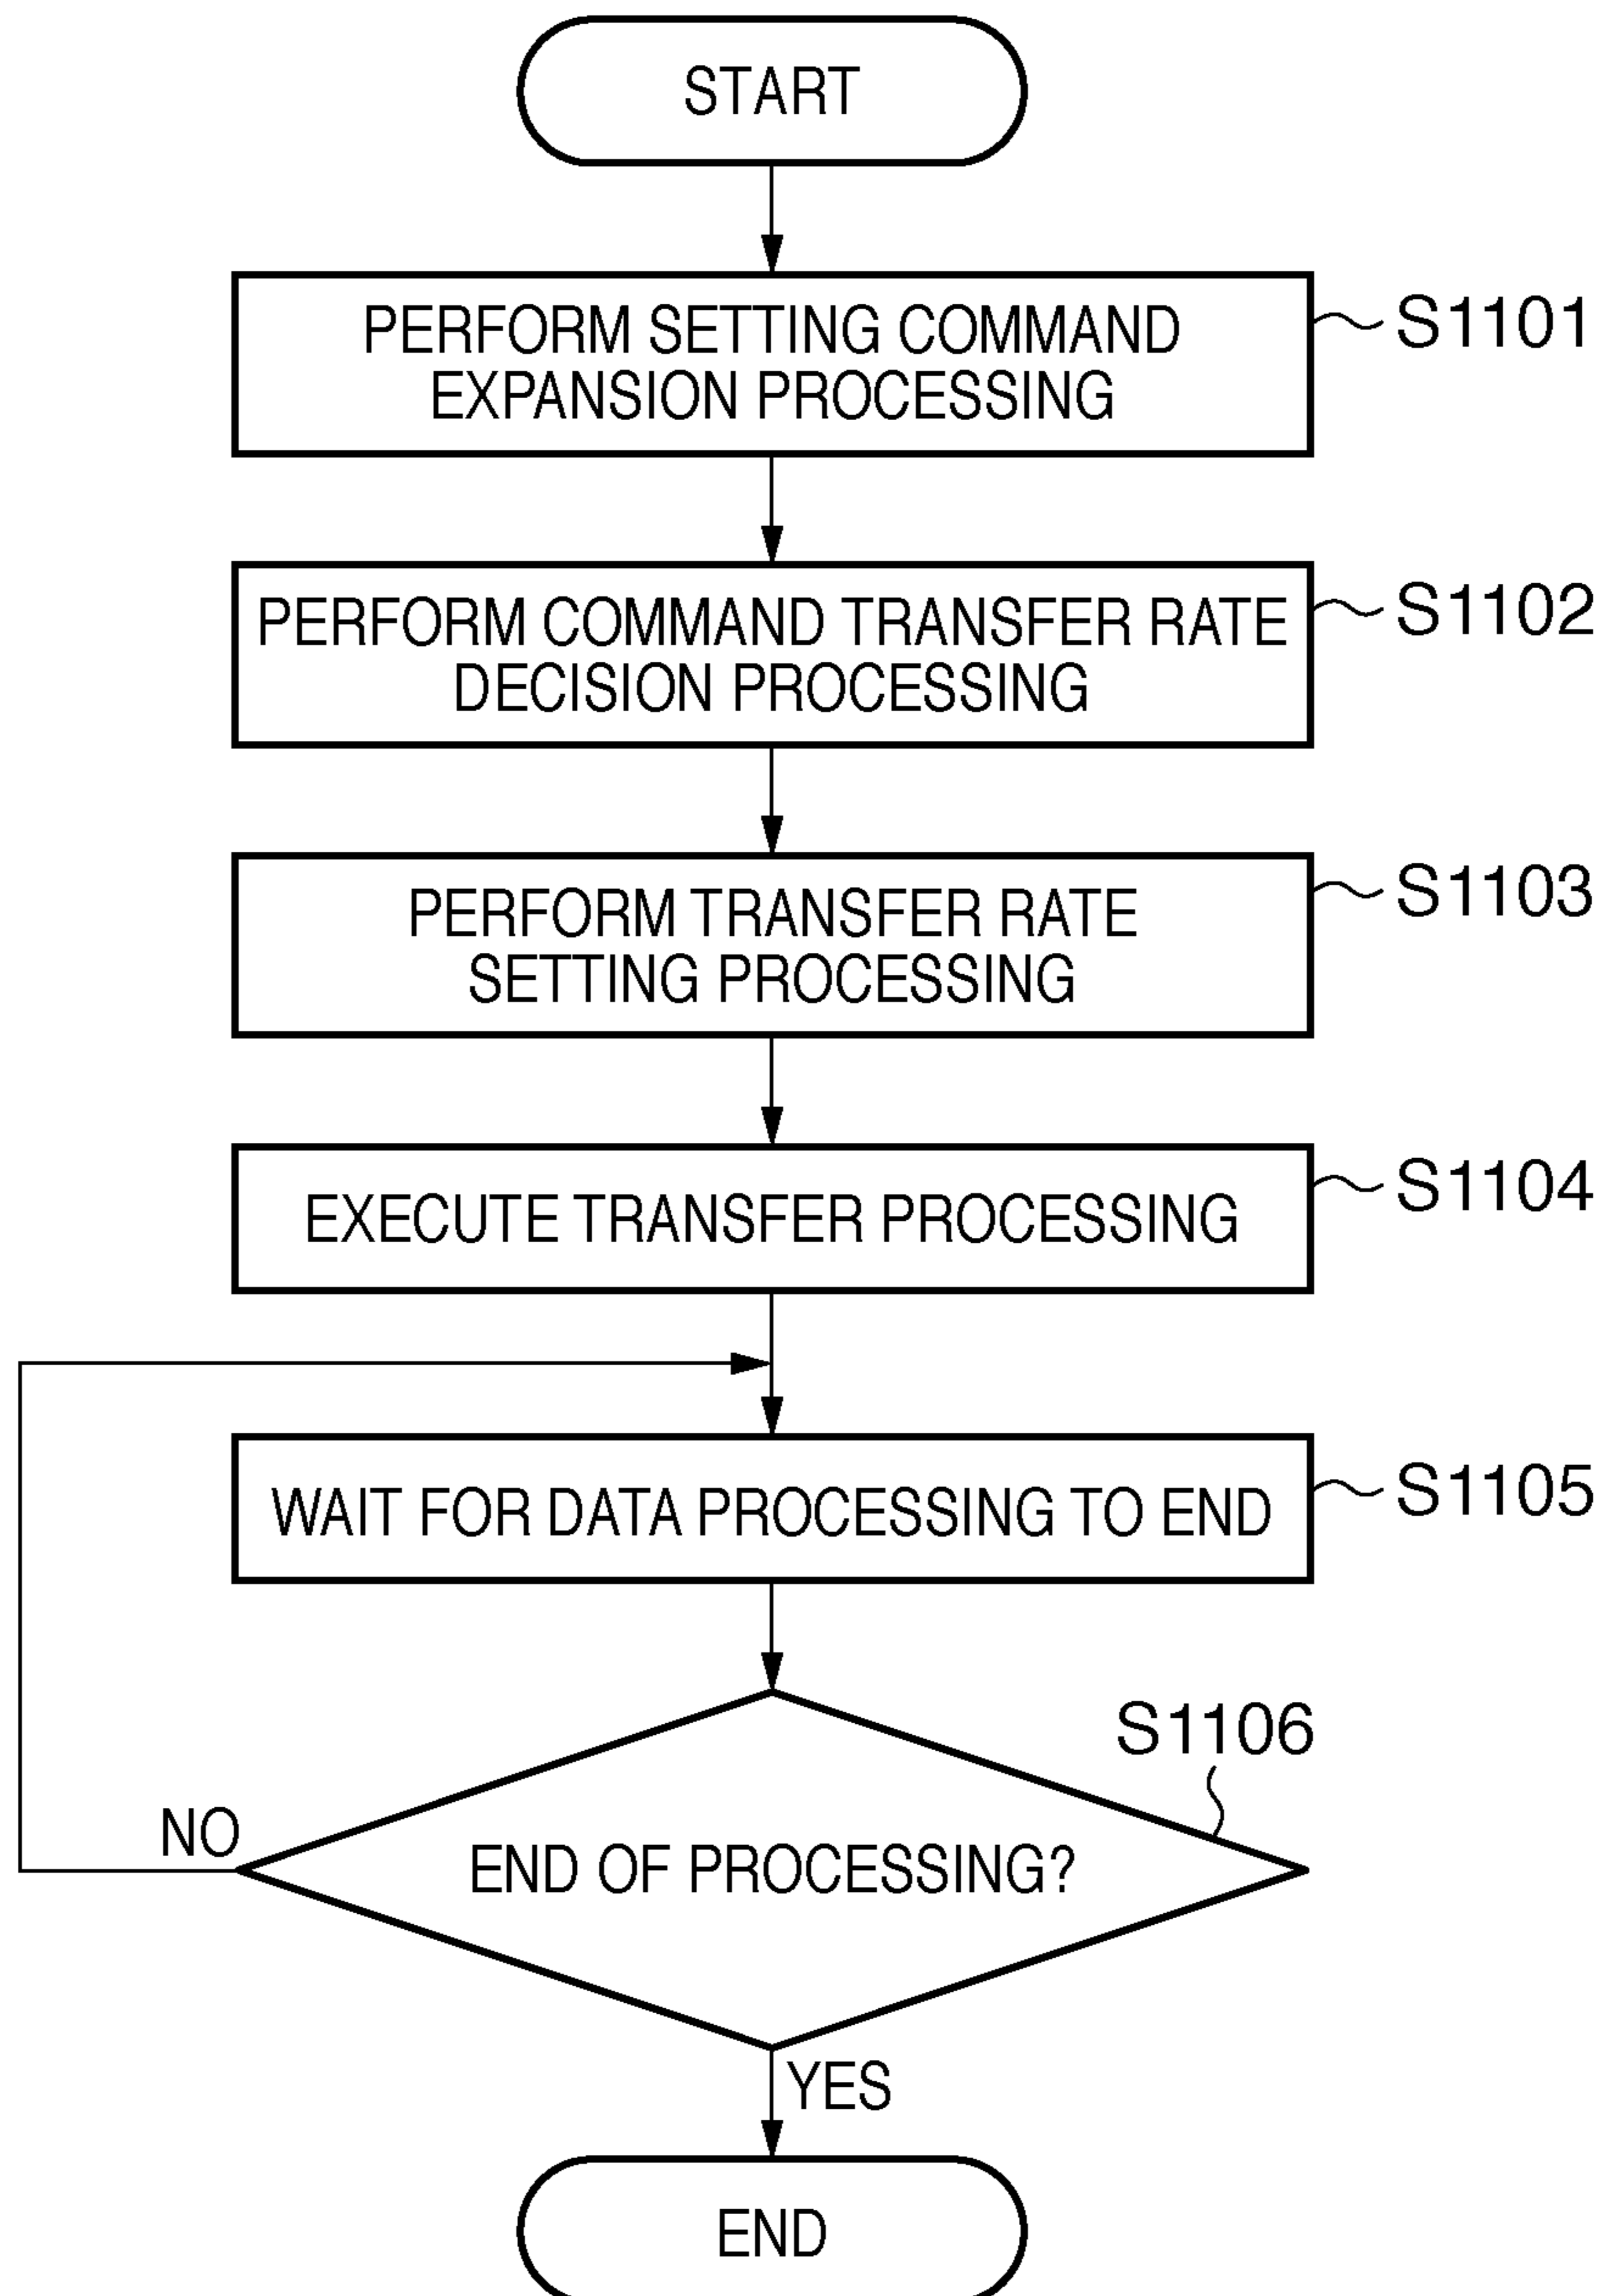 START
PERFORM SETTING COMMAND
EXPANSION PROCESSING
S1101
PERFORM COMMAND TRANSFER RATE
DECISION PROCESSING
S1102
PERFORM TRANSFER RATE
SETTING PROCESSING
S1103
EXECUTE TRANSFER PROCESSING
S1104
WAIT FOR DATA PROCESSING TO END
S1105
S1106
NO
END OF PROCESSING?
YES
END